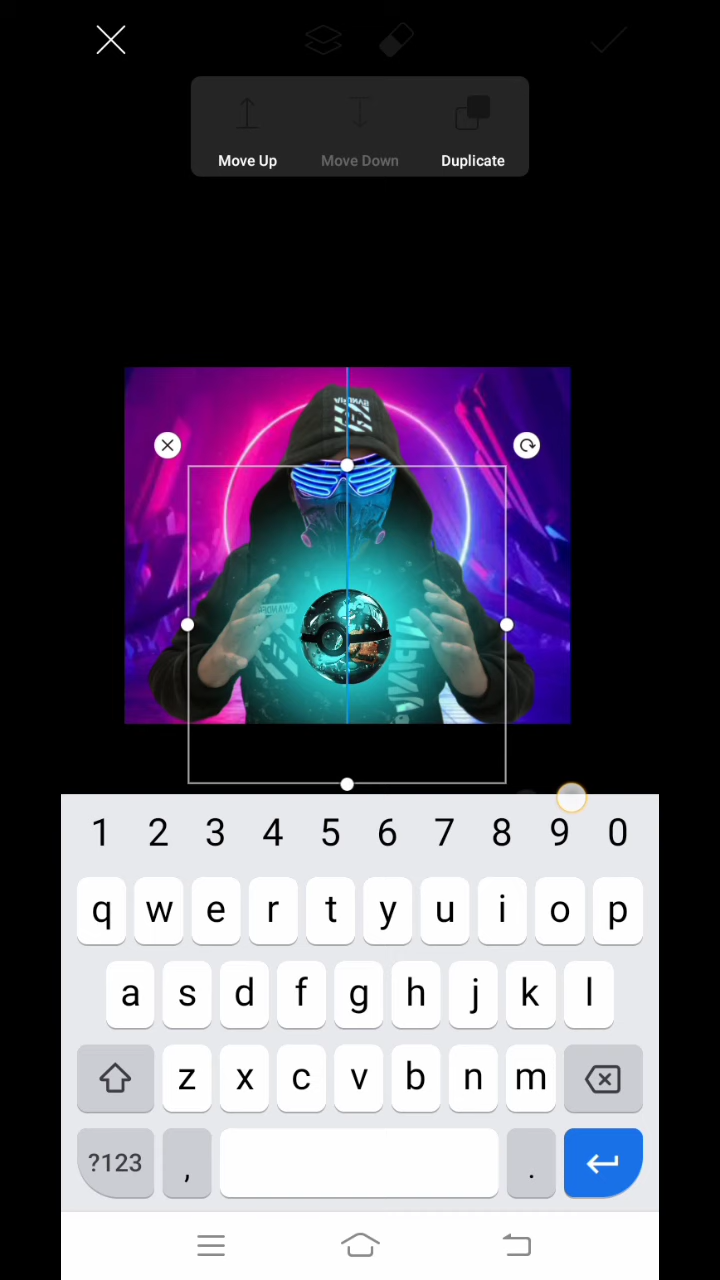 Move Up Move Down Duplicate
1 2 3 4 5 6 7 8 9 0
q w e r t y u i o p
a s d f g h j k l
z x c v b n m
?123 , .